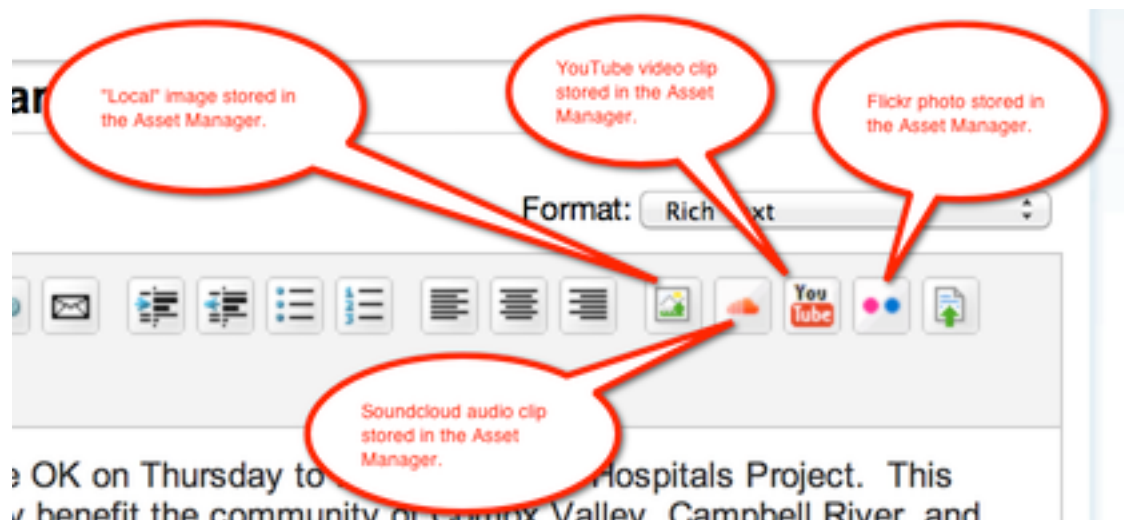 "Local" image stored in
the Asset Manager.
YouTube video clip
stored in the Asset
Manager.
Flickr photo stored in
the Asset Manager.
Format: Rich
You
Tube
Soundcloud audio clip
stored in the Asset
Manager.
OK on Thursday to Hospitals Project. This
benefit the community of Valley, Campbell River, and